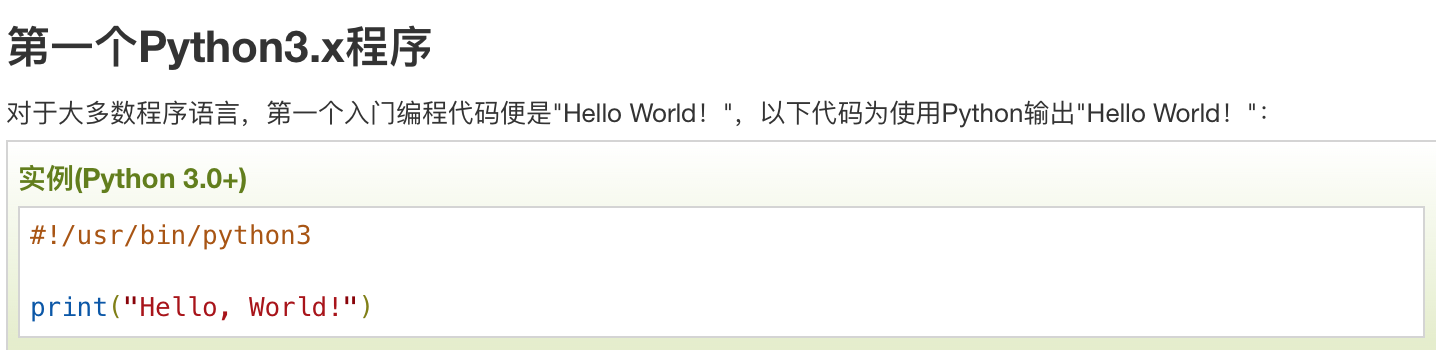 第一个Python3.x程序
对于大多数程序语言，第一个入门编程代码便是"Hello World！"，以下代码为使用Python输出"Hello World！"：
实例(Python 3.0+)
#!/usr/bin/python3
print("Hello, World!")